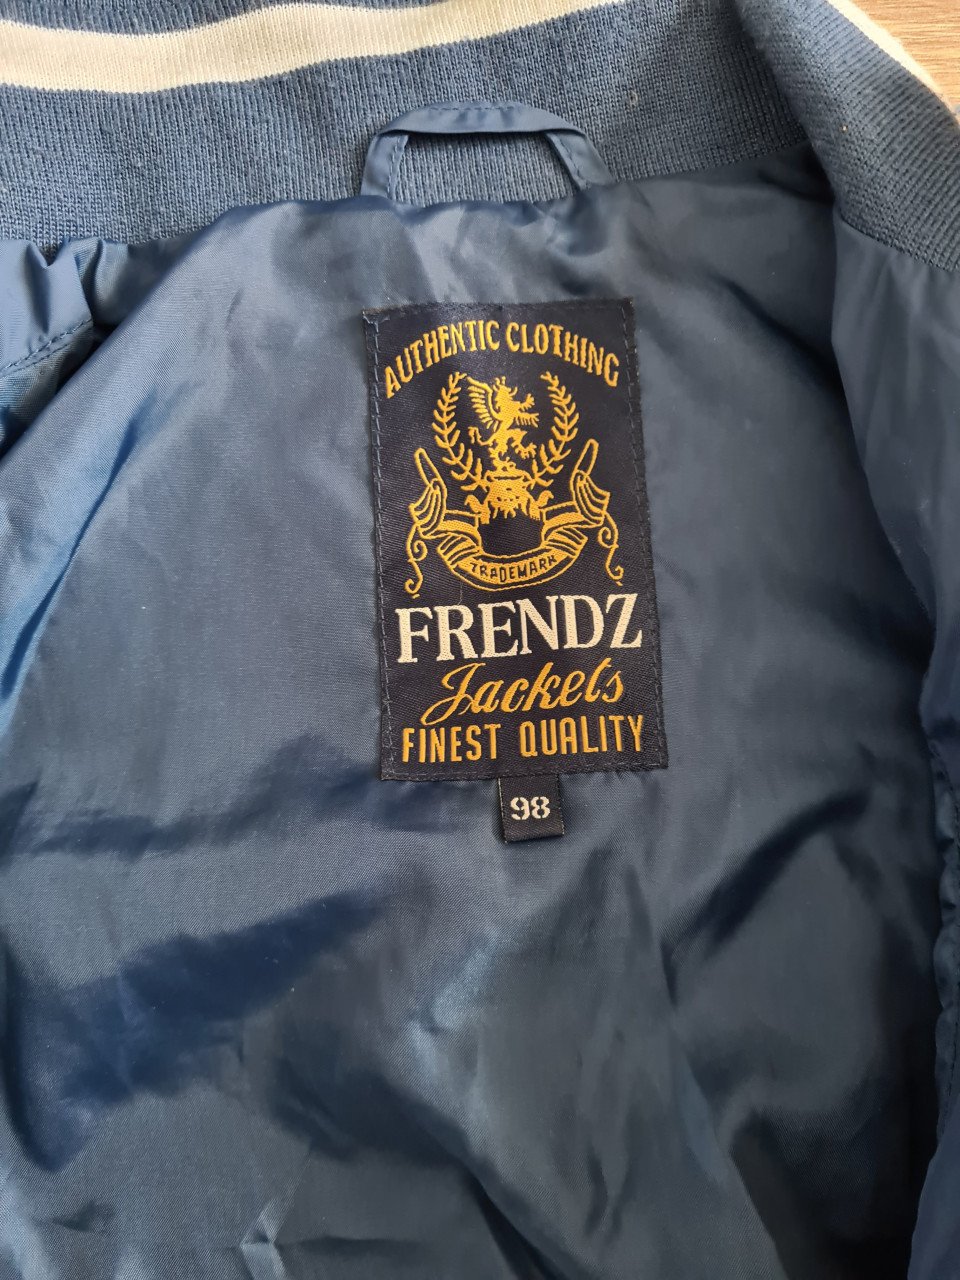 AUTHENTIC CLOTHING
TRADEMARK
FRENDZ
Jackets
FINEST QUALITY
98